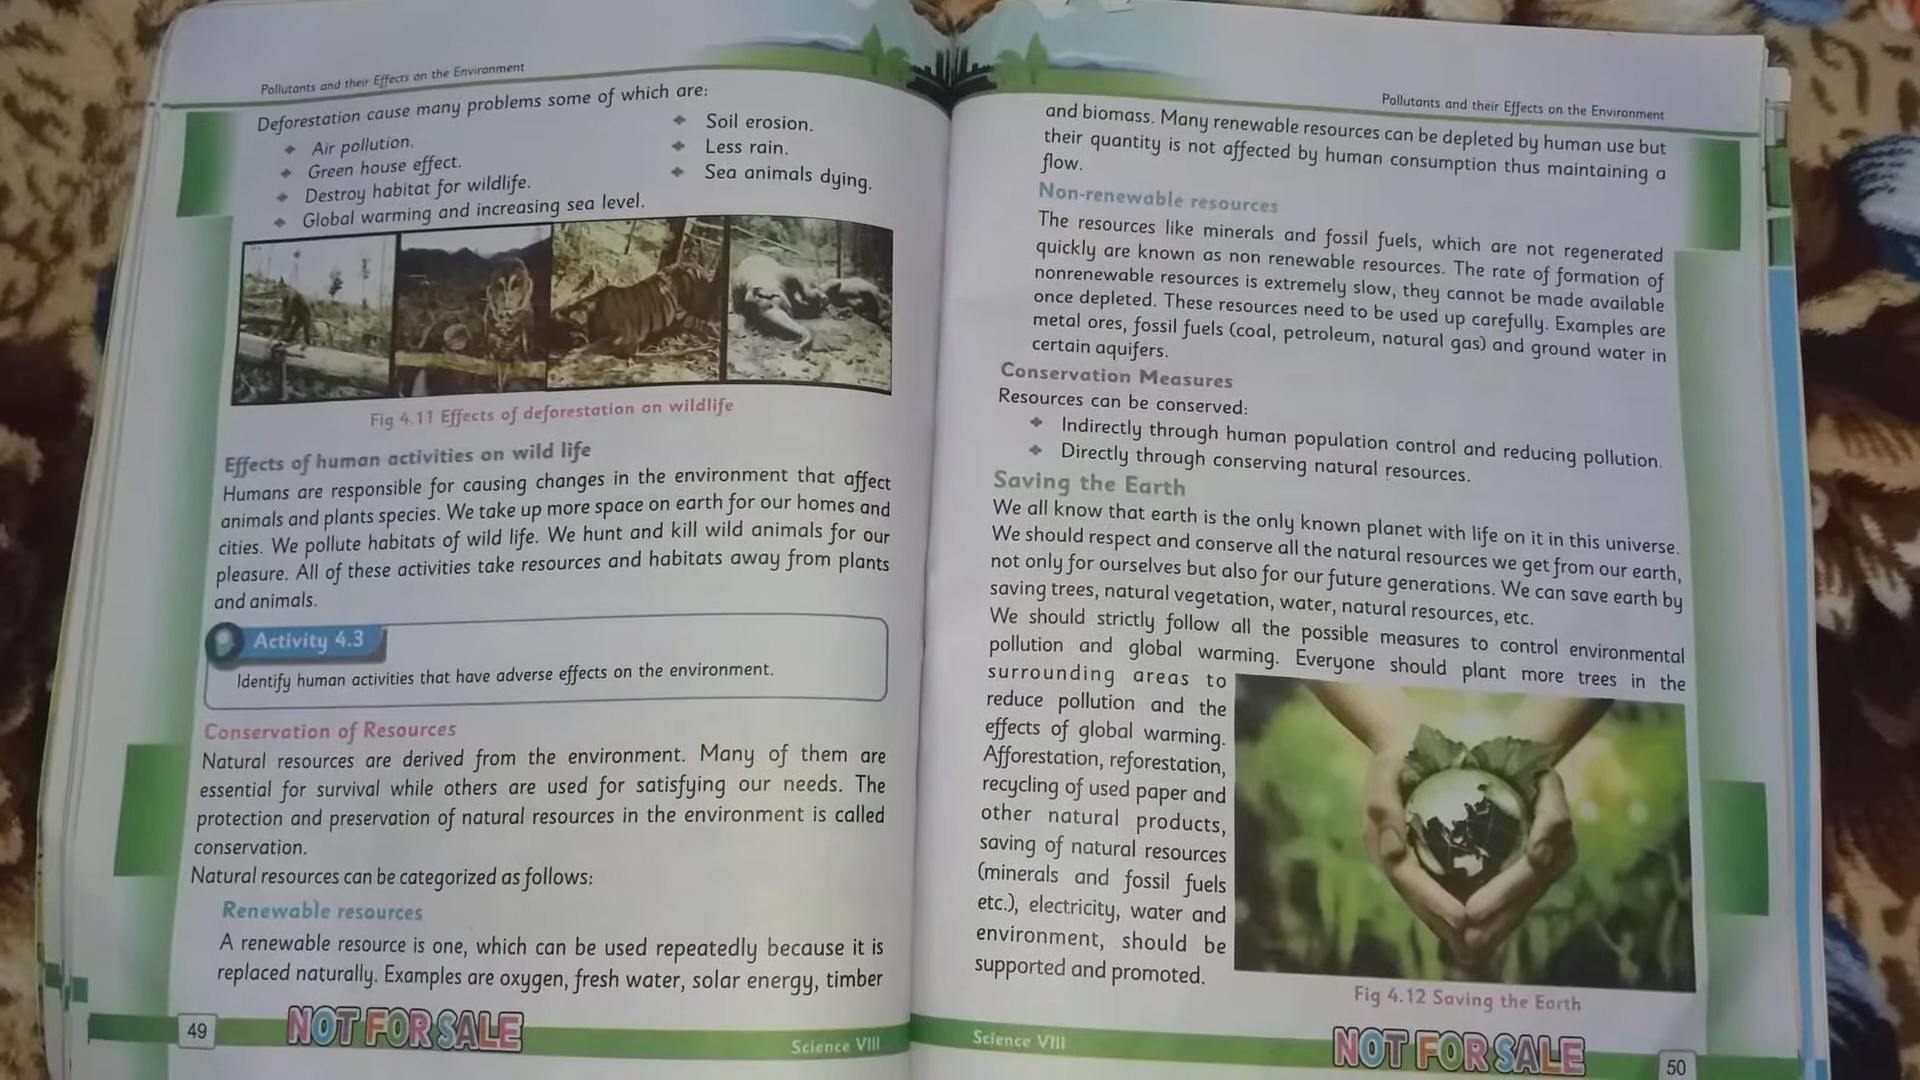 Pollutants and their Effects on the Environment
Deforestation cause many problems some of which are:
Air pollution.
Green house effect.
Destroy habitat for wildlife.
Global warming and increasing sea level.
Soil erosion.
Less rain.
Sea animals dying.
Fig 4.11 Effects of deforestation on wildlife
Effects of human activities on wild life
Humans are responsible for causing changes in the environment that affect
animals and plants species. We take up more space on earth for our homes and
cities. We pollute habitats of wild life. We hunt and kill wild animals for our
pleasure. All of these activities take resources and habitats away from plants
and animals.
Activity 4.3
Identify human activities that have adverse effects on the environment.
Conservation of Resources
Natural resources are derived from the environment. Many of them are
essential for survival while others are used for satisfying our needs. The
protection and preservation of natural resources in the environment is called
conservation.
Natural resources can be categorized as follows:
Renewable resources
A renewable resource is one, which can be used repeatedly because it is
replaced naturally. Examples are oxygen, fresh water, solar energy, timber
49
NOT FOR SALE
Science VIII
Pollutants and their Effects on the Environment
and biomass. Many renewable resources can be depleted by human use but
their quantity is not affected by human consumption thus maintaining a
flow.
Non-renewable resources
The resources like minerals and fossil fuels, which are not regenerated
quickly are known as non renewable resources. The rate of formation of
nonrenewable resources is extremely slow, they cannot be made available
once depleted. These resources need to be used up carefully. Examples are
metal ores, fossil fuels (coal, petroleum, natural gas) and ground water in
certain aquifers.
Conservation Measures
Resources can be conserved:
Indirectly through human population control and reducing pollution.
Directly through conserving natural resources.
Saving the Earth
We all know that earth is the only known planet with life on it in this universe.
We should respect and conserve all the natural resources we get from our earth,
not only for ourselves but also for our future generations. We can save earth by
saving trees, natural vegetation, water, natural resources, etc.
We should strictly follow all the possible measures to control environmental
pollution and global warming. Everyone should plant more trees in the
surrounding areas to
reduce pollution and the
effects of global warming.
Afforestation, reforestation,
recycling of used paper and
other natural products,
saving of natural resources
(minerals and fossil fuels
etc.), electricity, water and
environment, should be
supported and promoted.
Fig 4.12 Saving the Earth
Science VIII
NOT FOR SALE
50